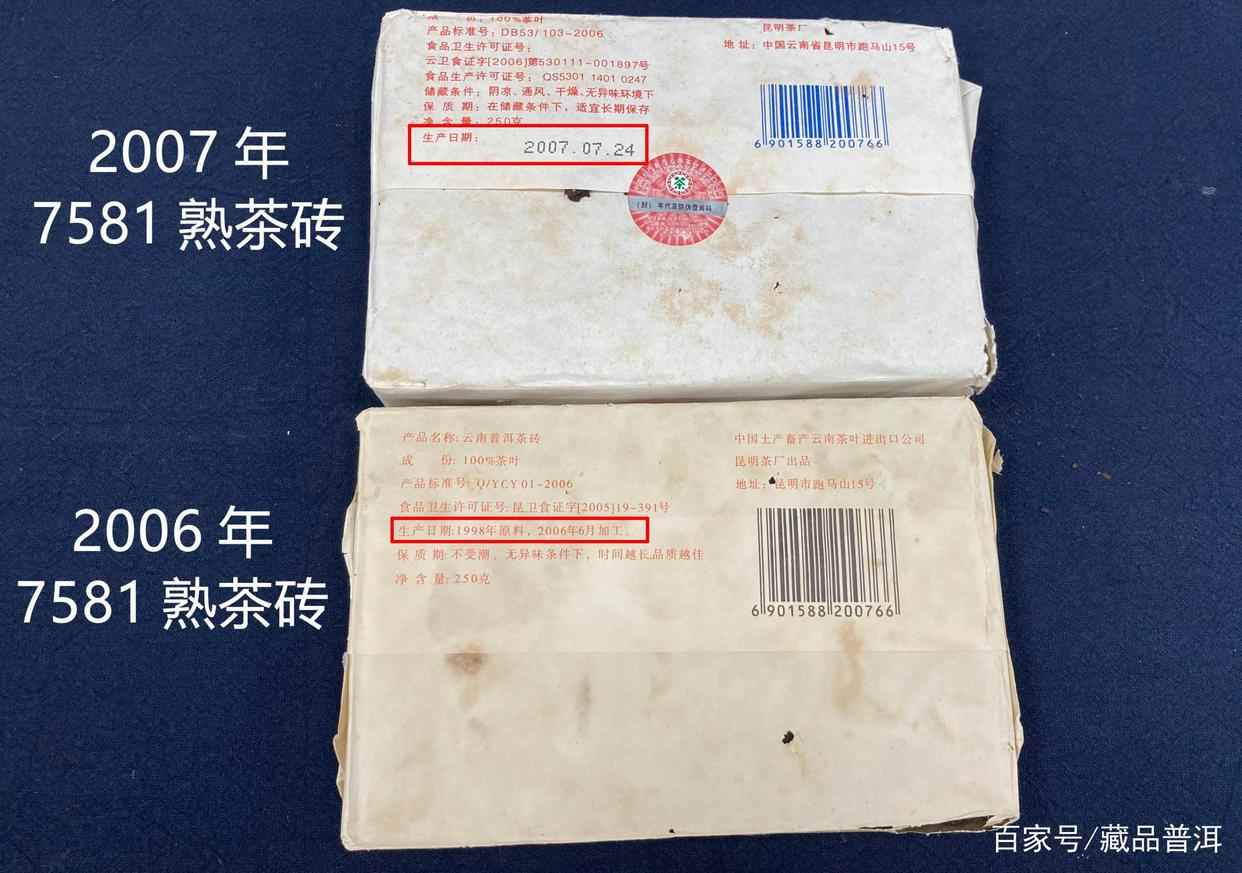 2007 年
7581 熟茶砖
份：100%茶叶
产品标准号：DB53/103-2006
食品卫生许可证号：
云卫食证字[2006]第530111-001897号
食品生产许可证号：QS5301 1401 0247
储藏条件：阴凉、通风、干燥、无异味环境下
保 质 期：在储藏条件下，适宜长期保存
净 含 量：250克
生产日期：
2007.07.24
昆明茶厂
地 址：中国云南省昆明市跑马山15号
6 901588 200766
茶
2006 年
7581 熟茶砖
产品名称:云南普洱茶砖
成 份: 100%茶叶
产品标准号: Q/YCY 01-2006
食品卫生许可证号:昆卫食证字[2005]19-391号
生产日期:1998年原料，2006年6月加工。
保 质 期:不受潮、无异味条件下，时间越长品质越佳
净 含 量: 250克
中国土产畜产云南茶叶进出口公司
昆明茶厂出品
地址：昆明市跑马山15号
6 901588 200766
百家号/藏品普洱